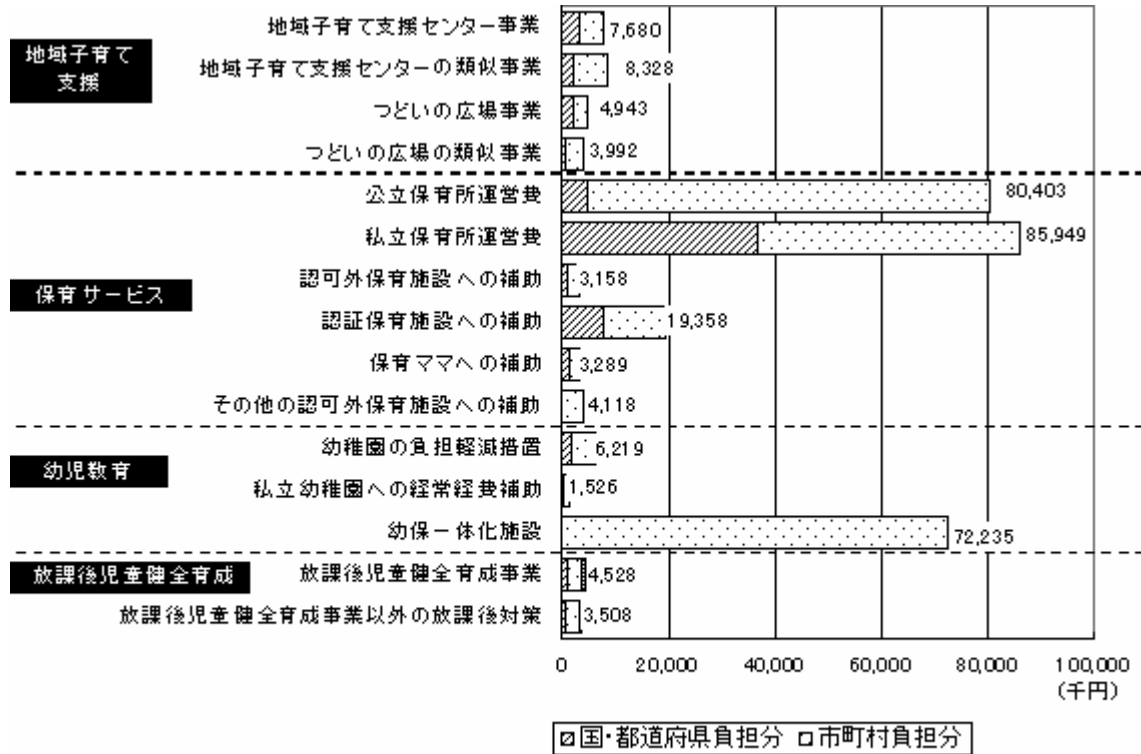 地域子育て
支援
地域子育て支援センター事業 7,680
地域子育て支援センターの類似事業 8,328
つどいの広場事業 4,943
つどいの広場の類似事業 3,992
保育サービス
公立保育所運営費 80,403
私立保育所運営費 85,949
認可外保育施設への補助 3,158
認証保育施設への補助 19,358
保育ママへの補助 3,289
その他の認可外保育施設への補助 4,118
幼児教育
幼稚園の負担軽減措置 6,219
私立幼稚園への経常経費補助 1,526
幼保一体化施設 72,235
放課後児童健全育成
放課後児童健全育成事業 4,528
放課後児童健全育成事業以外の放課後対策 3,508
0 20,000 40,000 60,000 80,000 100,000
(千円)
国・都道府県負担分 市町村負担分